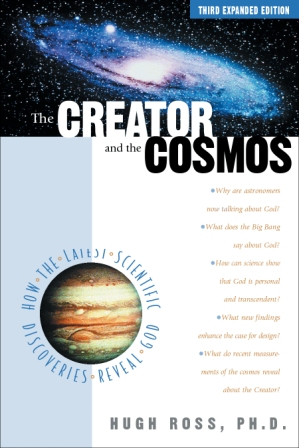 THIRD EXPANDED EDITION
The CREATOR
and the COSMOS
• Why are astronomers
now talking about God?
• What does the Big Bang
say about God?
• How can science show
that God is personal
and transcendent?
• What new findings
enhance the case for design?
• What do recent measure-
ments of the cosmos reveal
about the Creator?
HOW • THE • LATEST • SCIENTIFIC
DISCOVERIES • REVEAL • GOD
HUGH ROSS, PH.D.